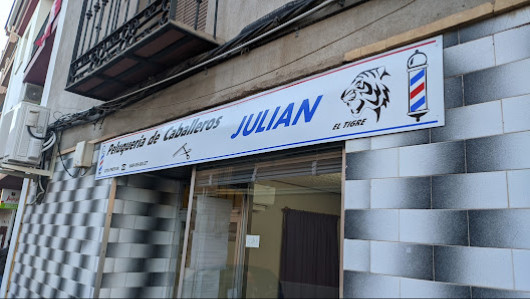 Peluquería de Caballeros
JULIAN
EL TIGRE